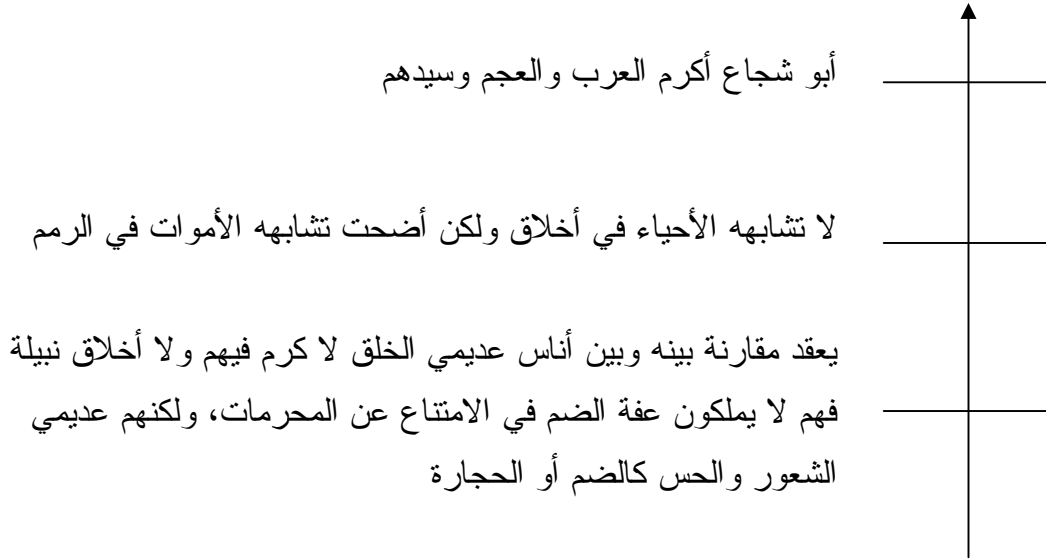 أبو شجاع أكرم العرب والعجم وسيدهم
لا تشابهه الأحياء في أخلاق ولكن أضحت تشابهه الأموات في الرمم
يعقد مقارنة بينه وبين أناس عديمي الخلق لا كرم فيهم ولا أخلاق نبيلة
فهم لا يملكون عفة الضم في الامتناع عن المحرمات، ولكنهم عديمي
الشعور والحس كالضم أو الحجارة